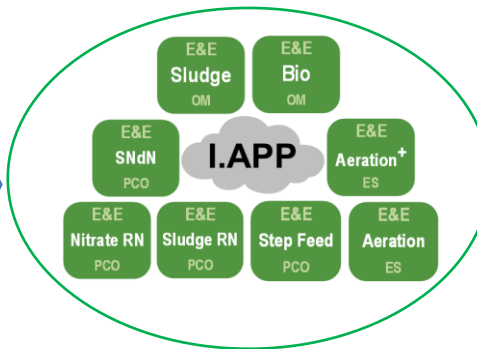 E&E
Sludge
OM
E&E
Bio
OM
E&E
SNdN
PCO
I.APP
E&E
Aeration+
ES
E&E
Nitrate RN
PCO
E&E
Sludge RN
PCO
E&E
Step Feed
PCO
E&E
Aeration
ES